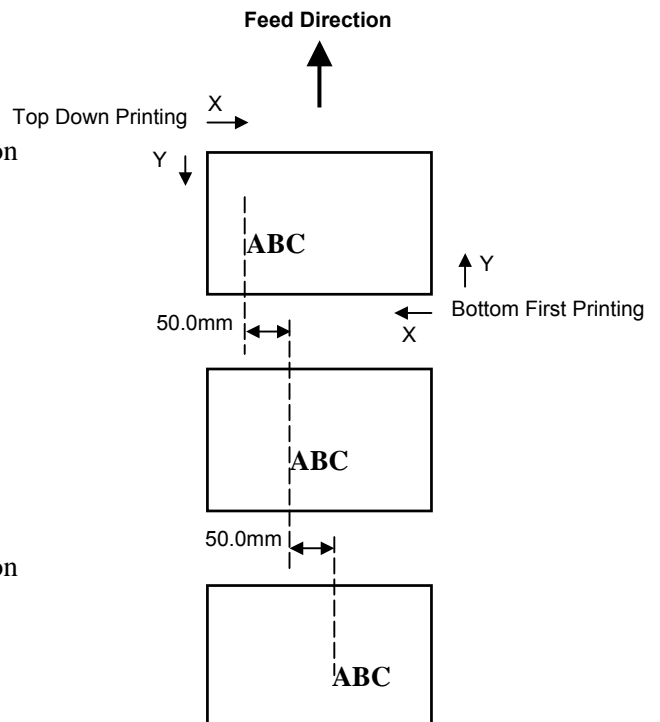 Feed Direction
X
Top Down Printing
on
Y
ABC
Y
50.0mm
Bottom First Printing
X
ABC
50.0mm
on
ABC